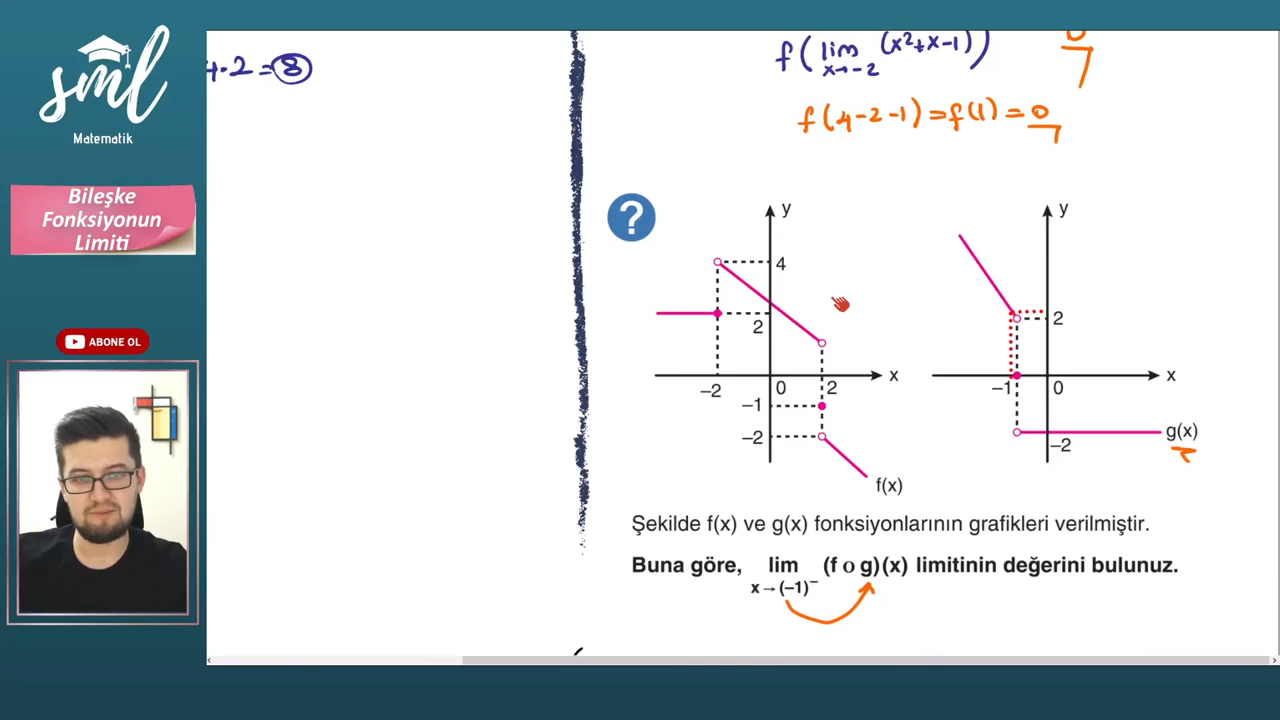 sml
Matematik
Bileşke
Fonksiyonun
Limiti
ABONE OL
4·2=8
f(lim (x²+x-1))
x→-2
0
f(4-2-1)=f(1)=0
?
y
4
2
-2
0
2
x
-1
-2
f(x)
y
2
-1
0
x
-2
g(x)
Şekilde f(x) ve g(x) fonksiyonlarının grafikleri verilmiştir.
Buna göre, lim (f o g)(x) limitinin değerini bulunuz.
x→(-1)⁻